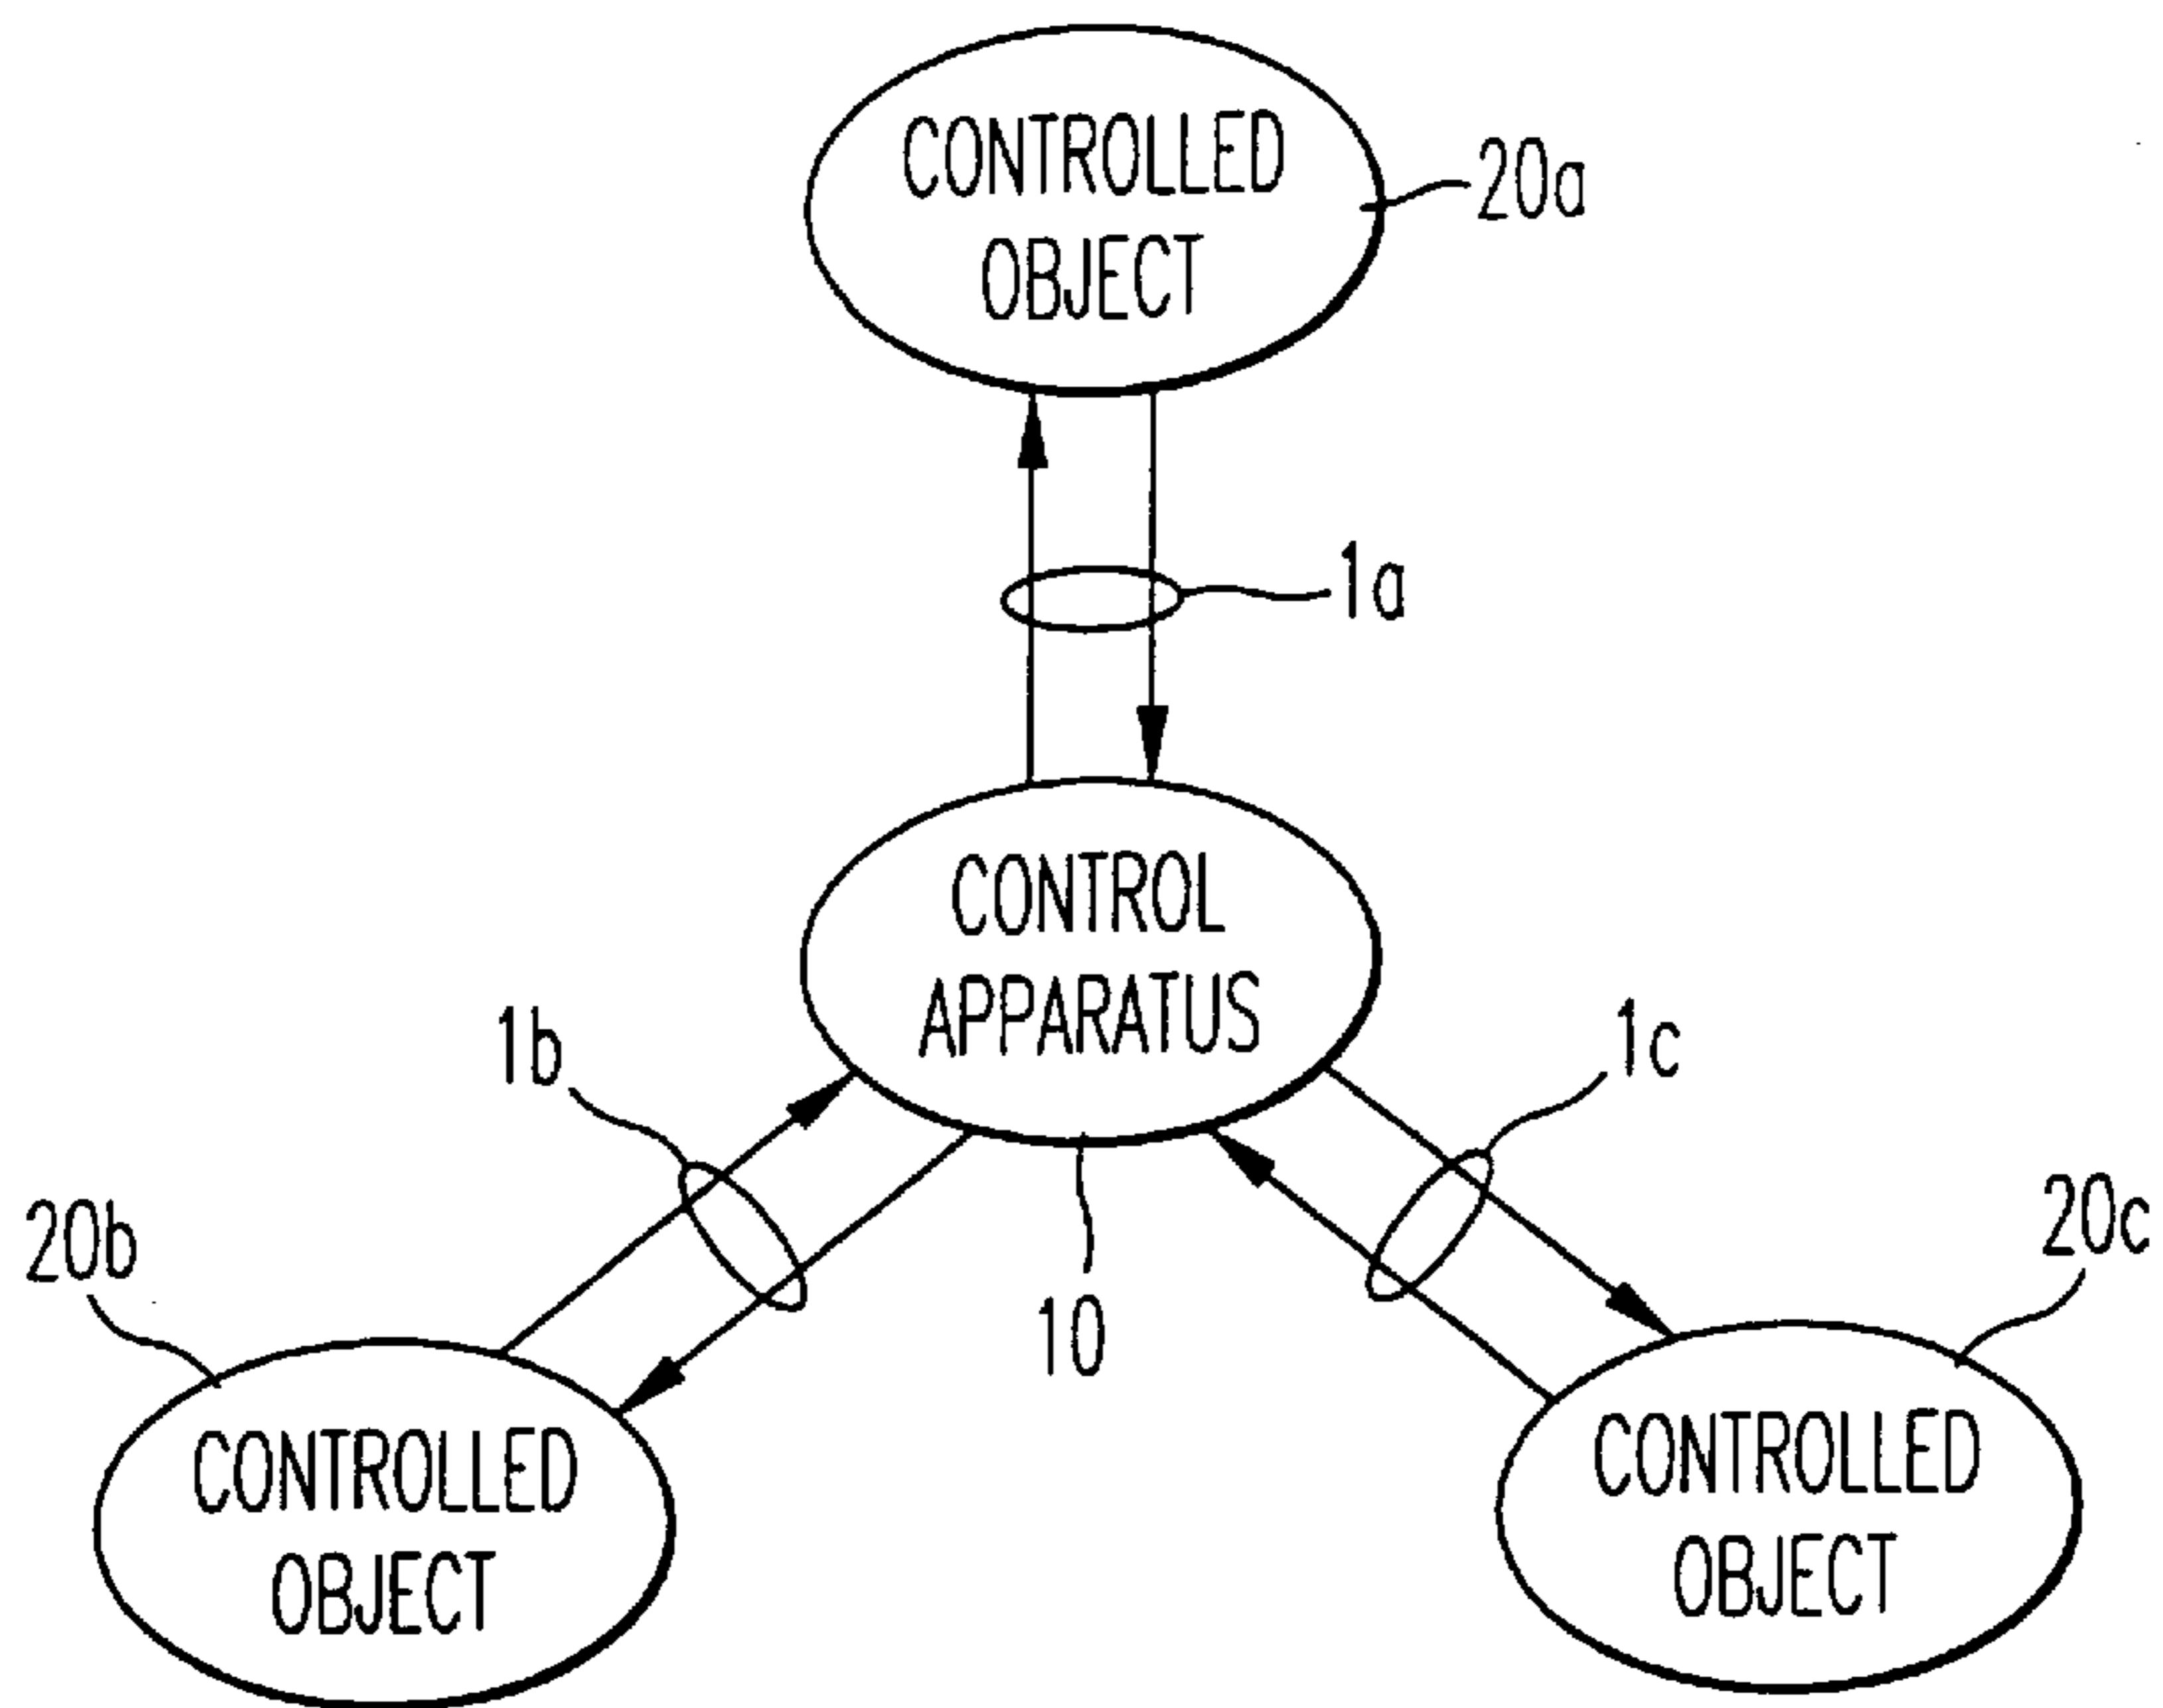 CONTROLLED
OBJECT
20a
1a
CONTROL
APPARATUS
1b
1c
20b
10
20c
CONTROLLED
OBJECT
CONTROLLED
OBJECT